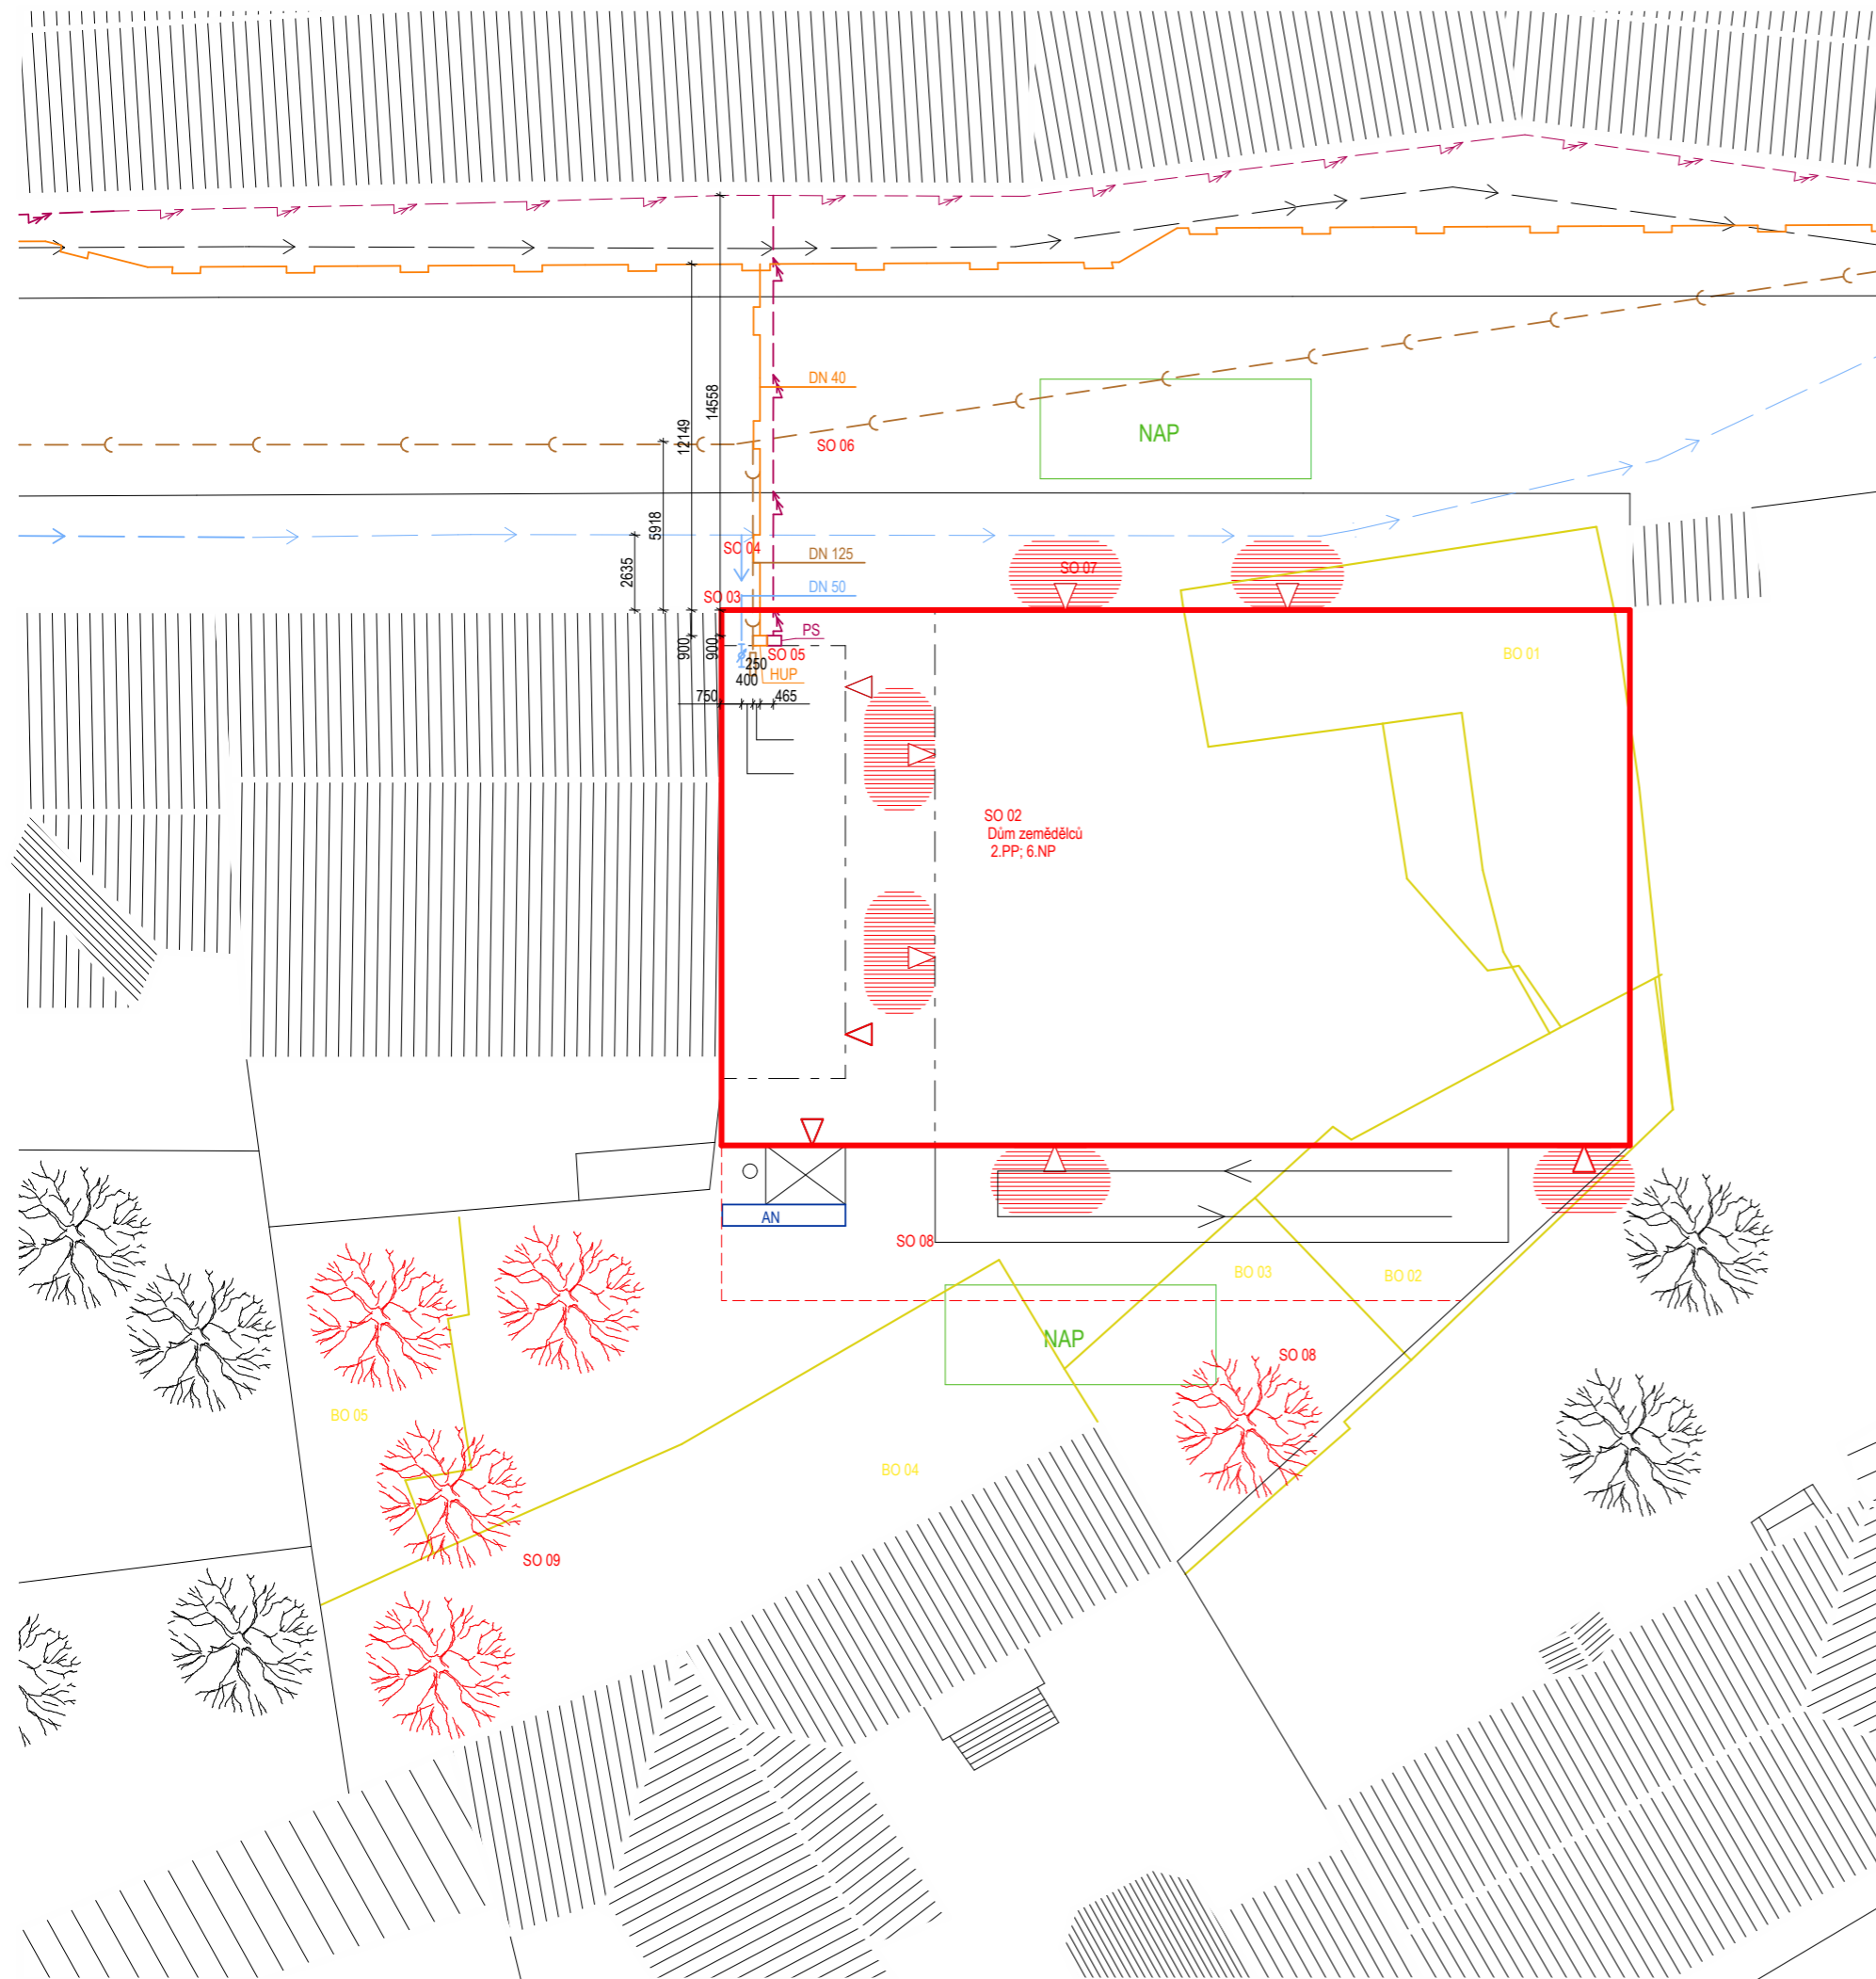 DN 40
14558
12149
NAP
SO 06
5918
SO 04
DN 125
2635
SO 07
DN 50
SO 03
PS
900
900
SO 05
250
BO 01
HUP
400
750
465
SO 02
Dům zemědělců
2.PP; 6.NP
AN
SO 08
BO 03
BO 02
NAP
SO 08
BO 05
BO 04
SO 09